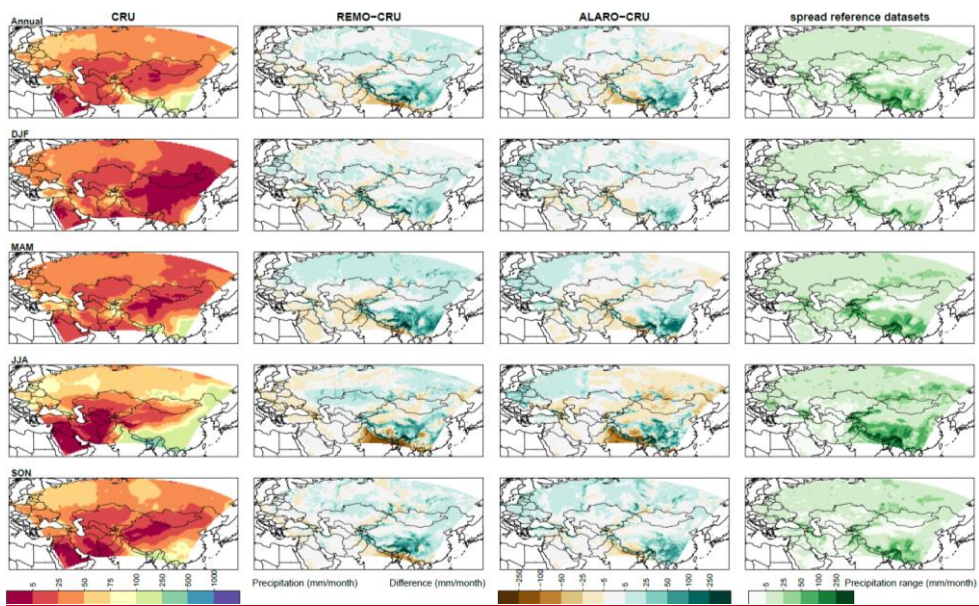 CRU REMO−CRU ALARO−CRU spread reference datasets
Annual
DJF
MAM
JJA
SON
Precipitation (mm/month) Difference (mm/month) Precipitation range (mm/month)
5 25 50 75 100 250 500 1000
−250 −100 −50 −25 −5 5 25 50 100 250
5 25 50 100 250